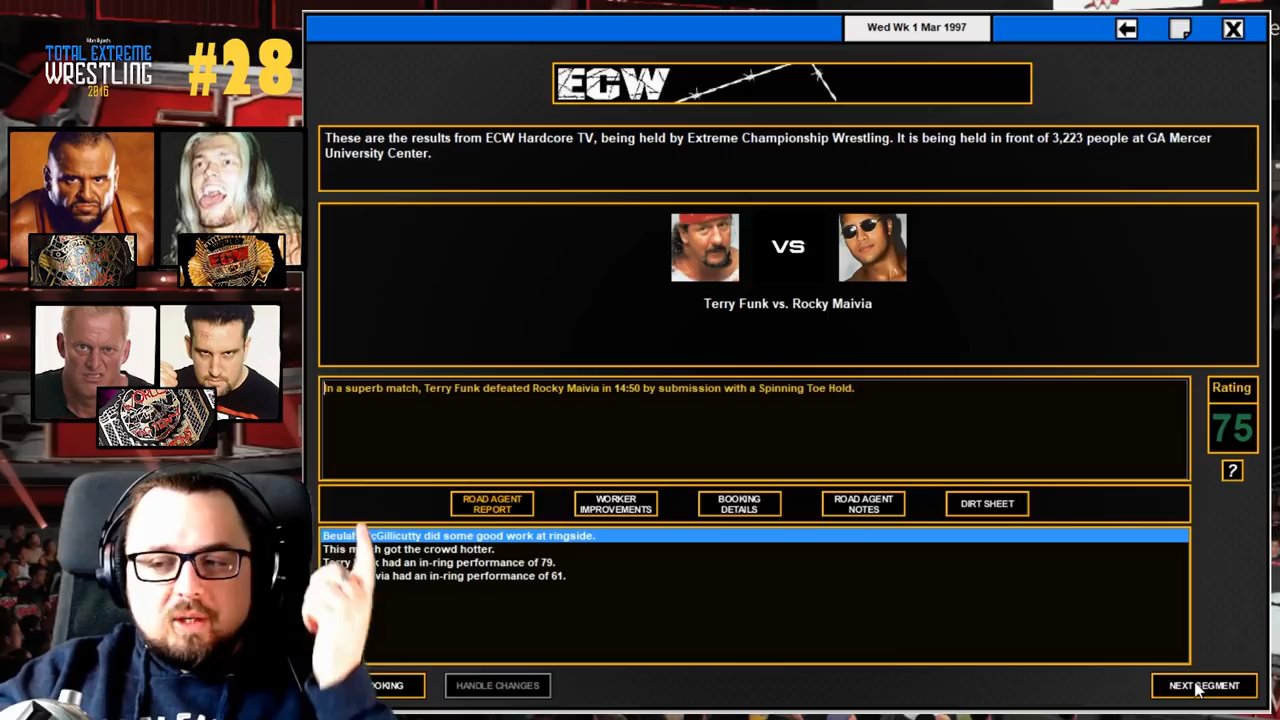 Wed Wk 1 Mar 1997
TOTAL EXTREME
WRESTLING
2016
#28
ECW
These are the results from ECW Hardcore TV, being held by Extreme Championship Wrestling. It is being held in front of 3,223 people at GA Mercer
University Center.
VS
Terry Funk vs. Rocky Maivia
In a superb match, Terry Funk defeated Rocky Maivia in 14:50 by submission with a Spinning Toe Hold.
Rating
75
?
ROAD AGENT
REPORT
WORKER
IMPROVEMENTS
BOOKING
DETAILS
ROAD AGENT
NOTES
DIRT SHEET
cGillicutty did some good work at ringside.
This got the crowd hotter.
had an in-ring performance of 79.
had an in-ring performance of 61.
HANDLE CHANGES
NEXT SEGMENT